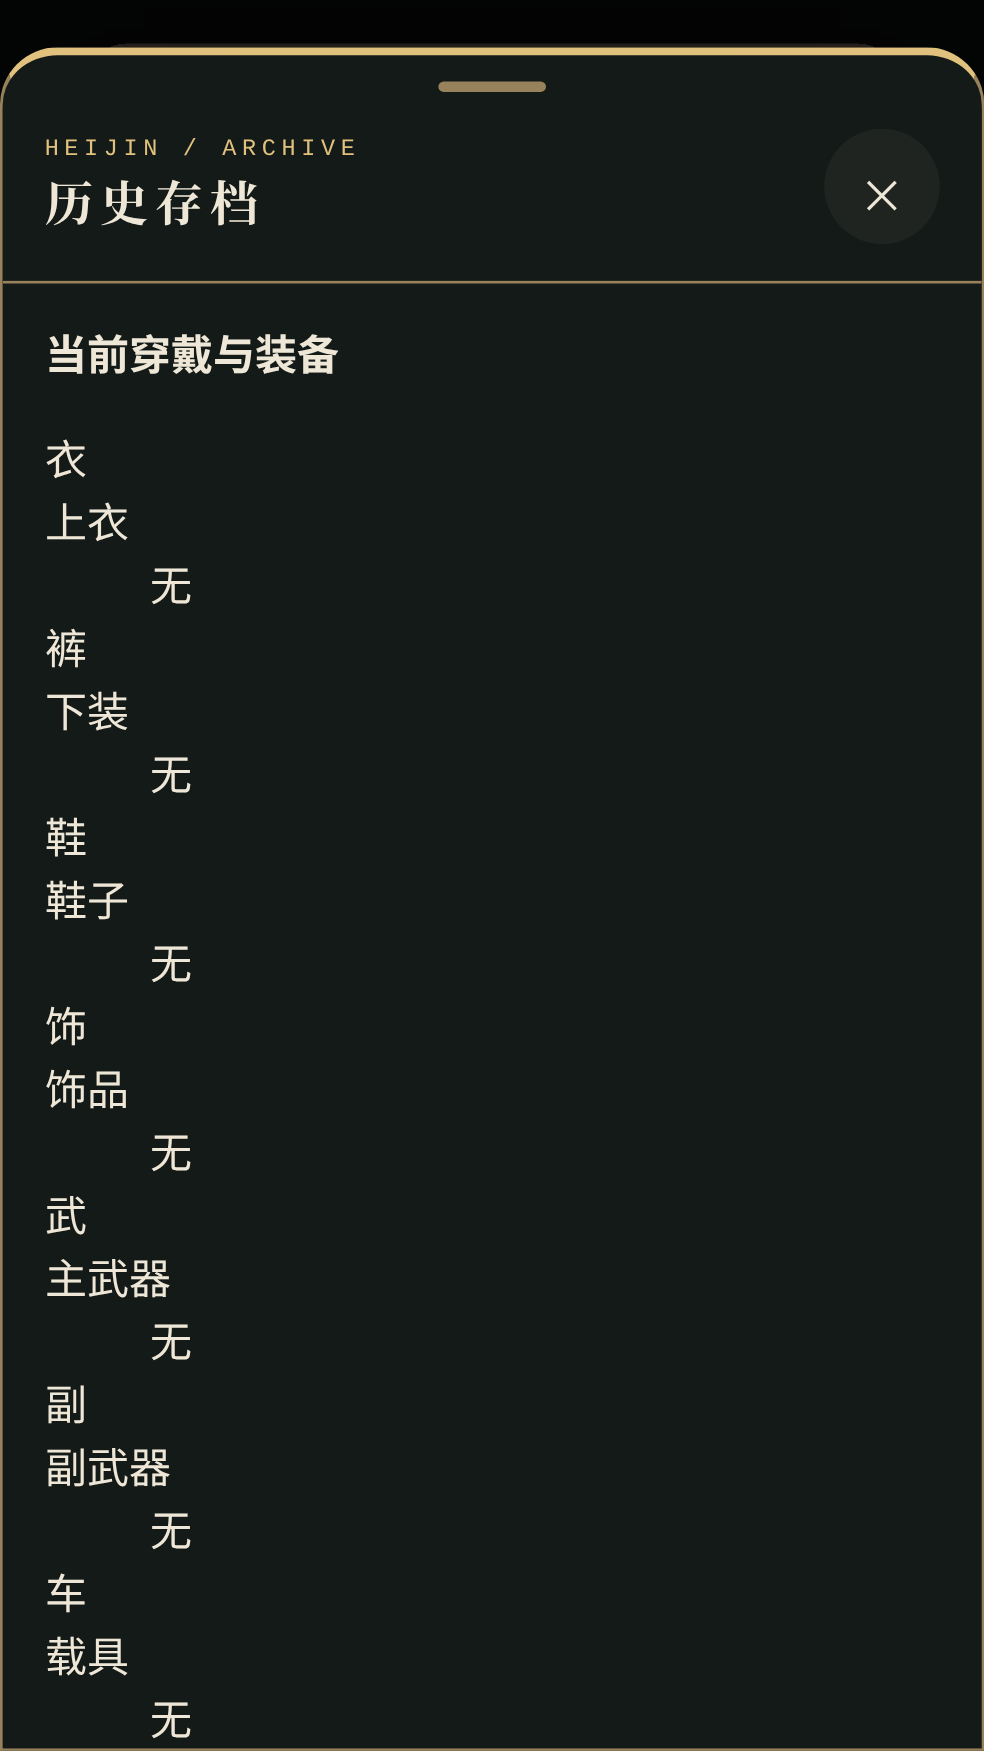 HEIJIN / ARCHIVE
历史存档
当前穿戴与装备
衣
上衣
无
裤
下装
无
鞋
鞋子
无
饰
饰品
无
武
主武器
无
副
副武器
无
车
载具
无